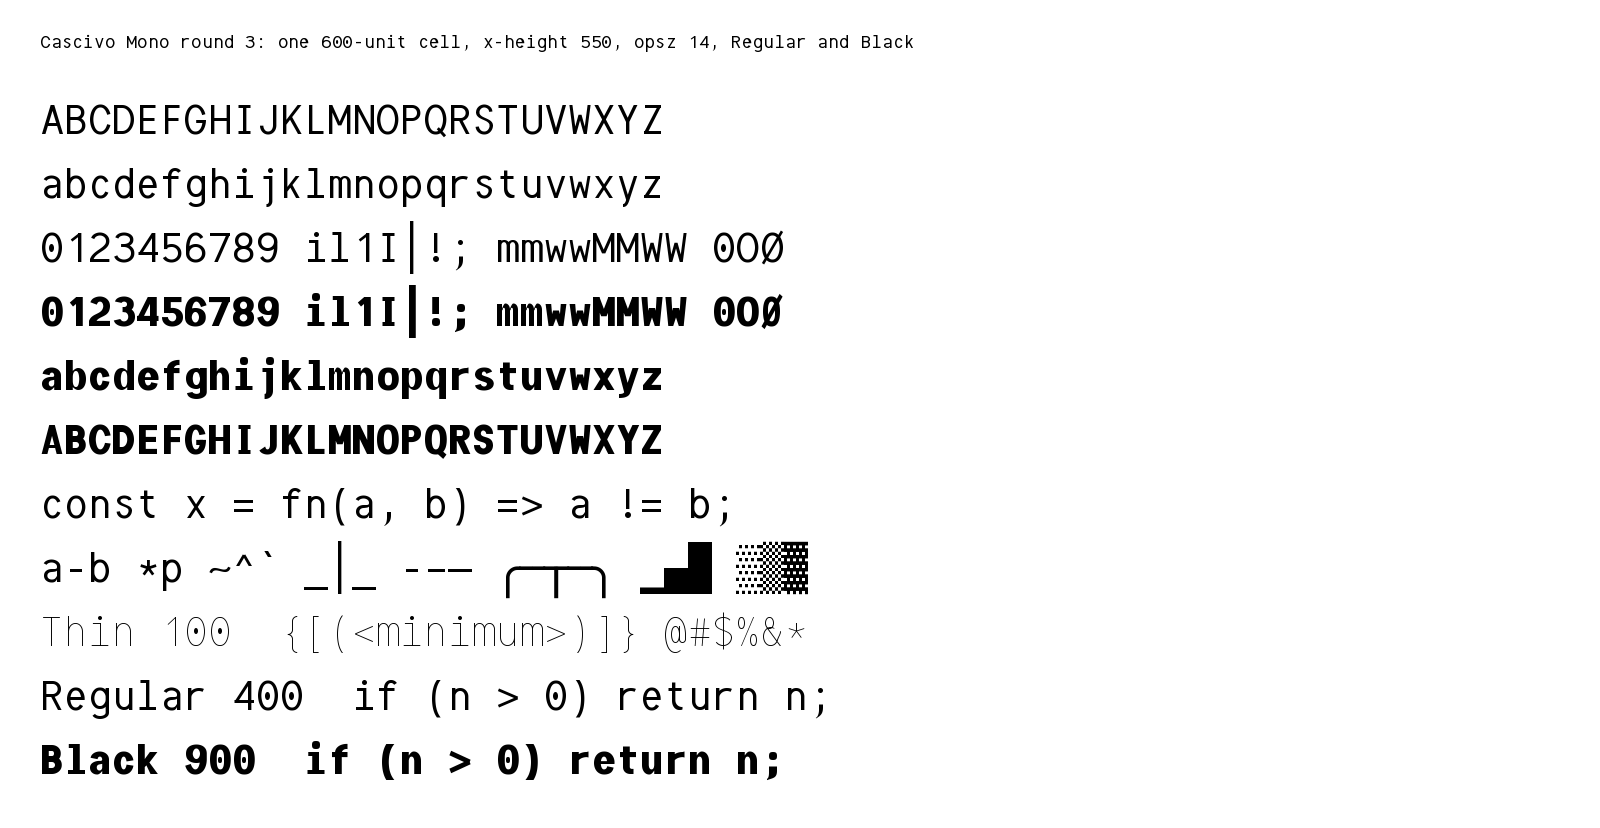 Cascivo Mono round 3: one 600-unit cell, x-height 550, opsz 14, Regular and Black
ABCDEFGHIJKLMNOPQRSTUVWXYZ
abcdefghijklmnopqrstuvwxyz
0123456789 il1I|!; mmwwMMWW 0OØ
0123456789 il1I|!; mmwwMMWW 0OØ
abcdefghijklmnopqrstuvwxyz
ABCDEFGHIJKLMNOPQRSTUVWXYZ
const x = fn(a, b) => a != b;
a-b *p ~^` _|_ -–— ╭┬╮ ▁▄█ ░▒▓
Thin 100  {[(<minimum>)]} @#$%&*
Regular 400  if (n > 0) return n;
Black 900  if (n > 0) return n;